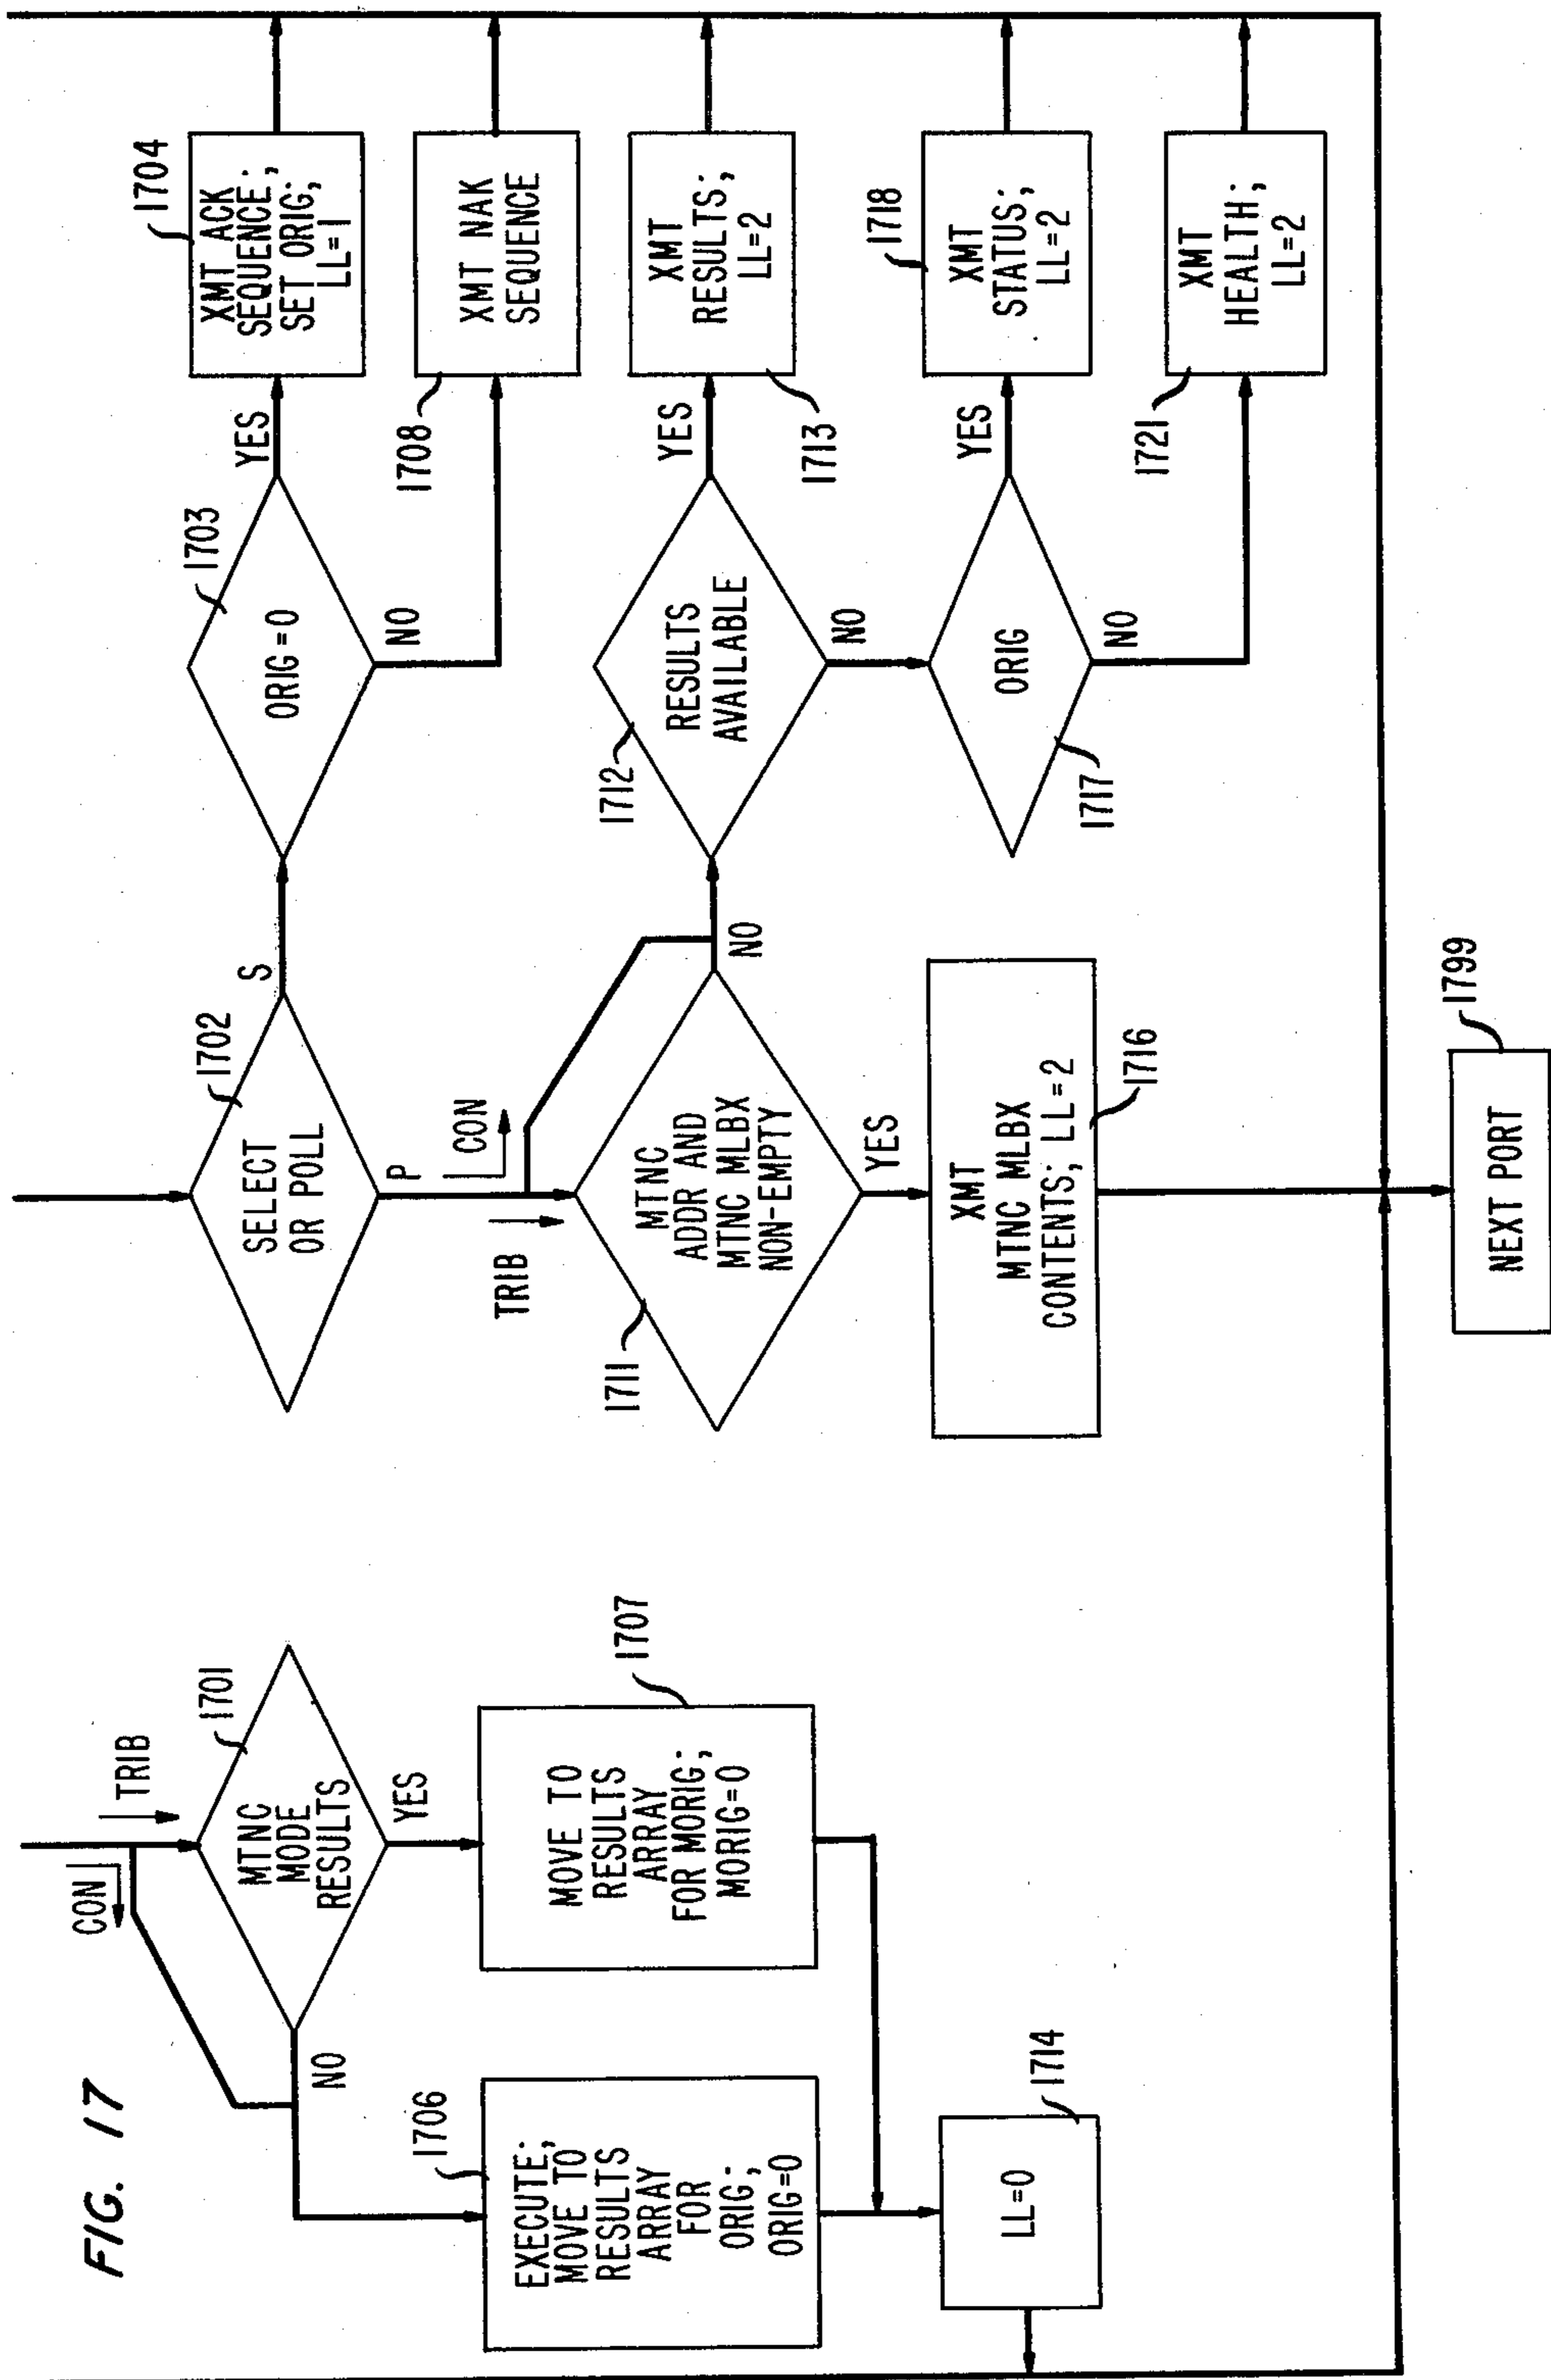 FIG. 17
CON
TRIB
1701
MTNC
MODE
RESULTS
NO
YES
1706
EXECUTE;
MOVE TO
RESULTS
ARRAY
FOR
ORIG;
ORIG=0
1707
MOVE TO
RESULTS
ARRAY
FOR MORIG;
MORIG=0
1714
LL=0
1702
SELECT
OR POLL
S
P
1703
ORIG=0
YES
NO
1704
XMT ACK
SEQUENCE;
SET ORIG;
LL=1
1708
XMT NAK
SEQUENCE
CON
TRIB
1711
MTNC
ADDR AND
MTNC MLBX
NON-EMPTY
NO
YES
1712
RESULTS
AVAILABLE
YES
NO
1713
XMT
RESULTS;
LL=2
1716
XMT
MTNC MLBX
CONTENTS; LL=2
1717
ORIG
YES
NO
1718
XMT
STATUS;
LL=2
1721
XMT
HEALTH;
LL=2
1799
NEXT PORT